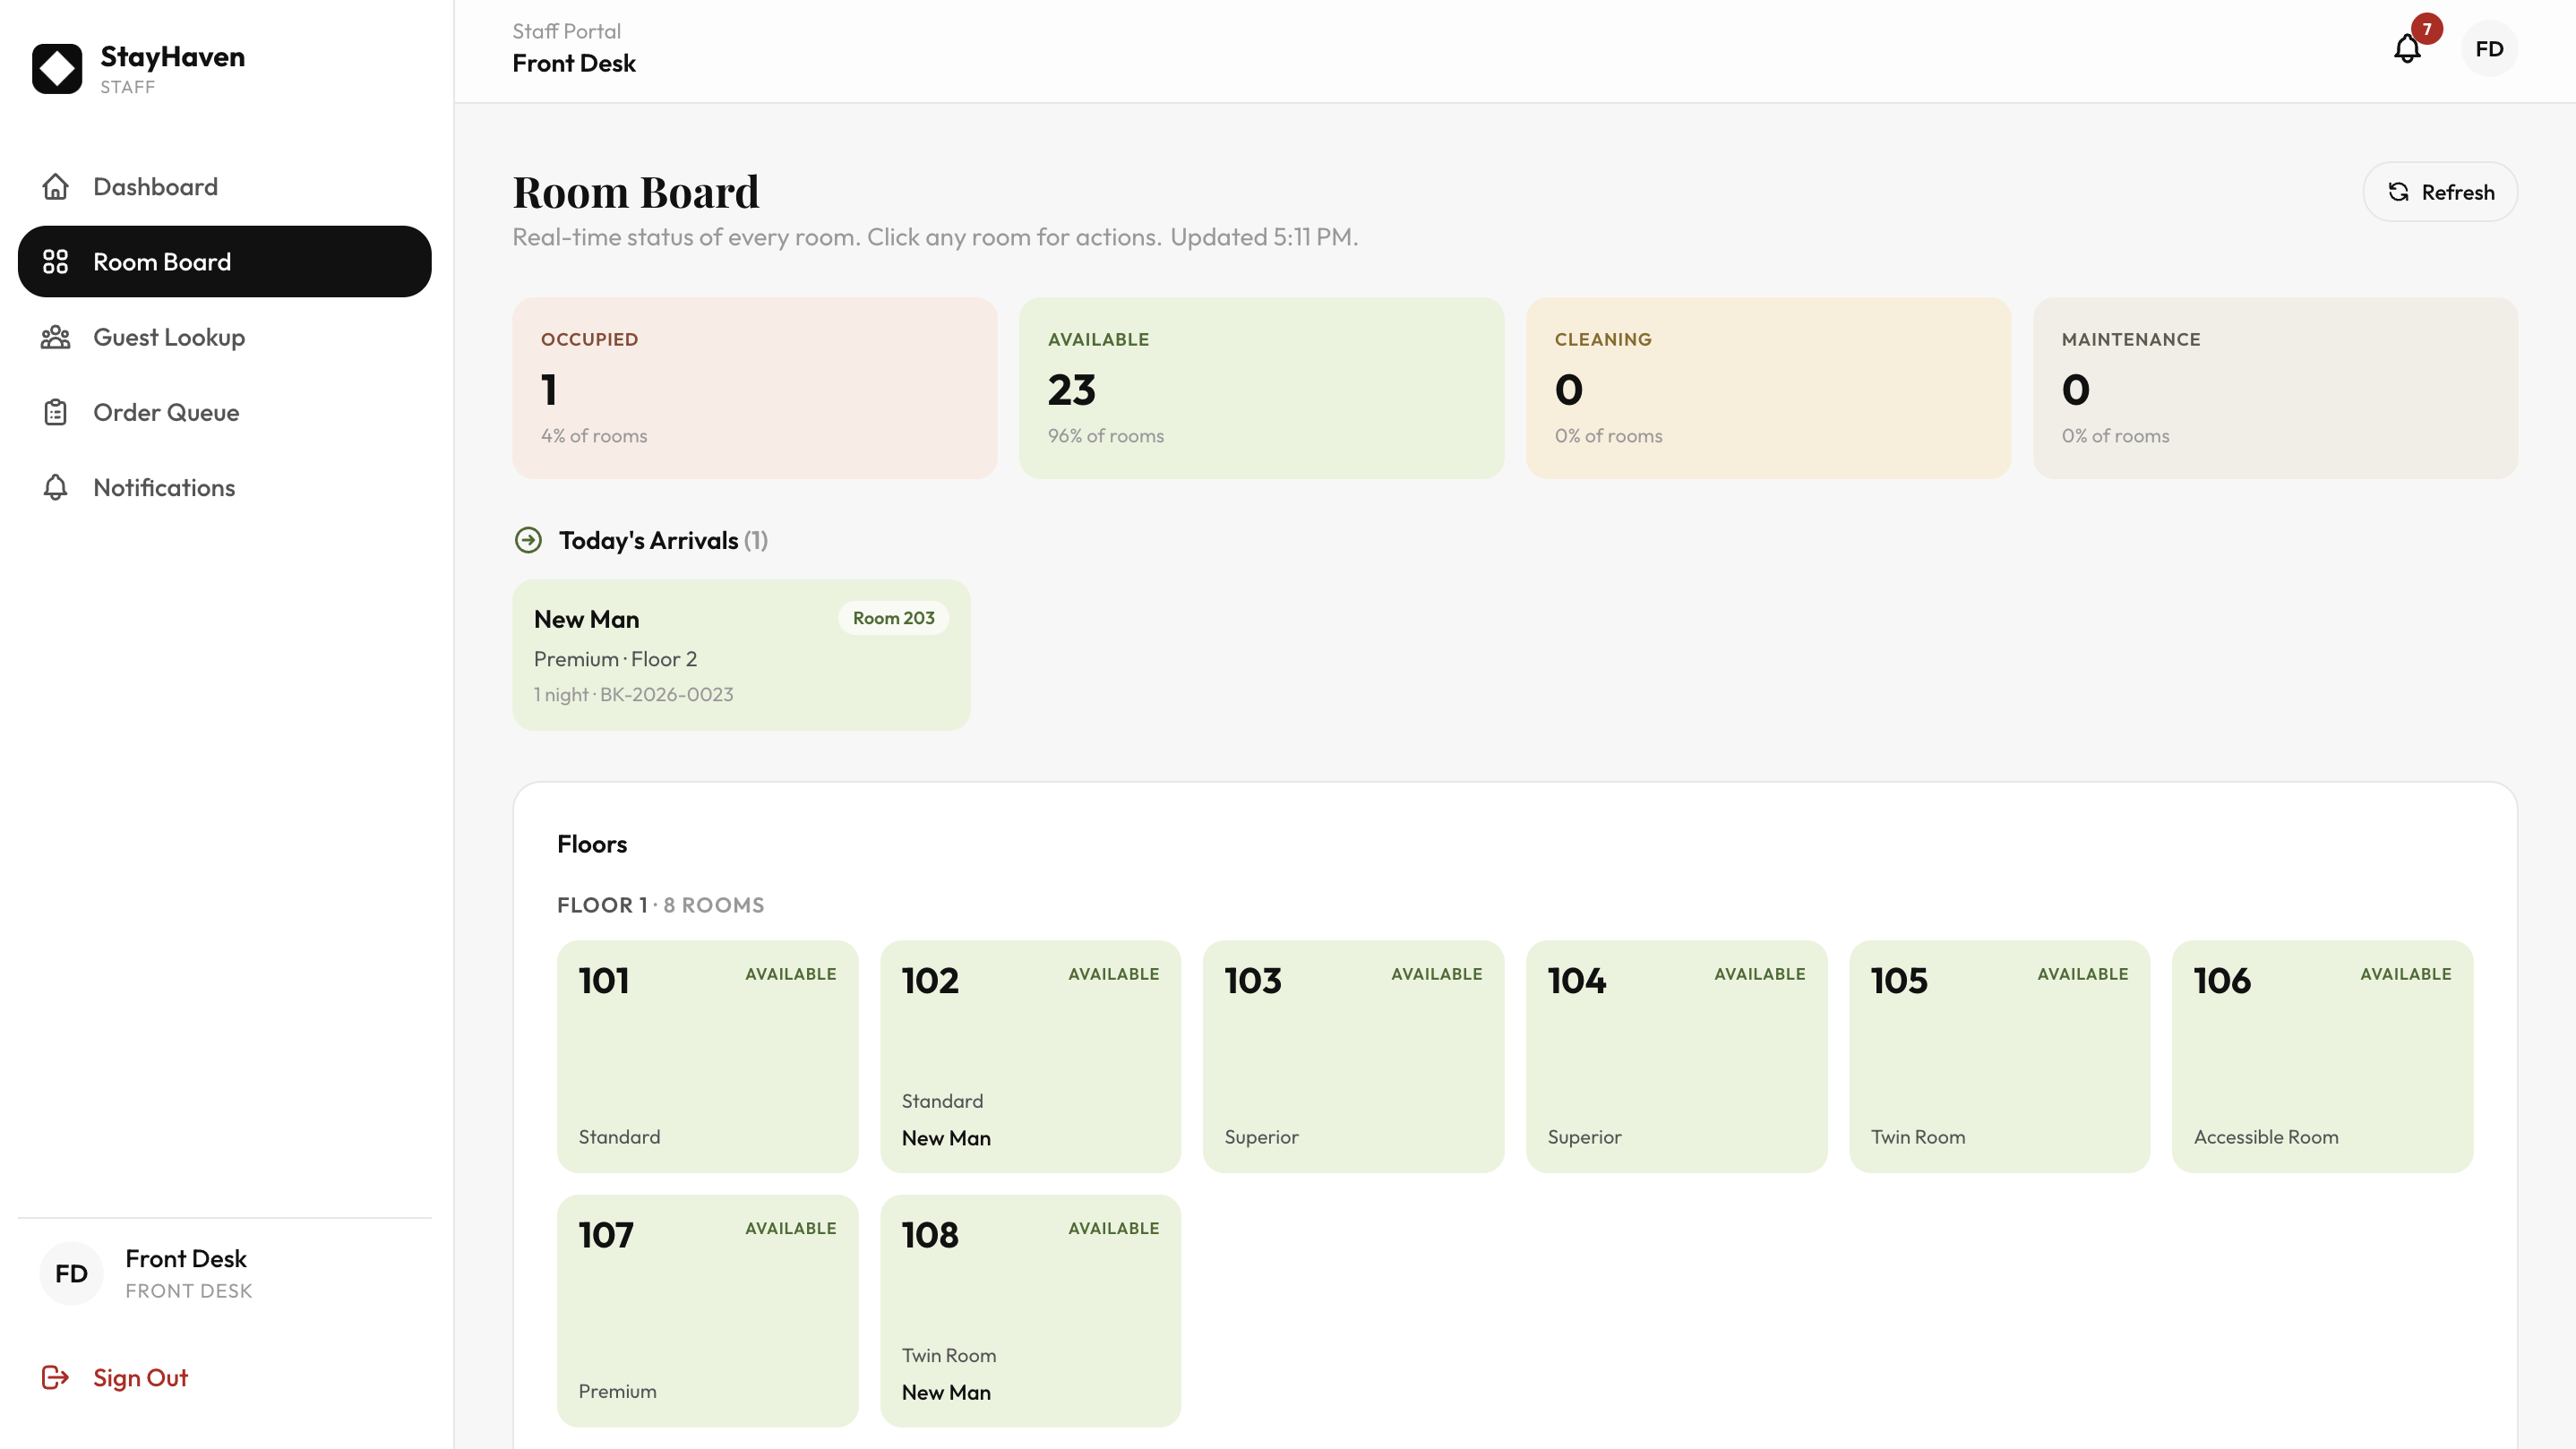 StayHaven
STAFF
Dashboard
Room Board
Guest Lookup
Order Queue
Notifications
FD
Front Desk
FRONT DESK
Sign Out
Staff Portal
Front Desk
7
FD
Room Board
Real-time status of every room. Click any room for actions. Updated 5:11 PM.
Refresh
OCCUPIED
1
4% of rooms
AVAILABLE
23
96% of rooms
CLEANING
0
0% of rooms
MAINTENANCE
0
0% of rooms
Today's Arrivals (1)
New Man
Room 203
Premium · Floor 2
1 night · BK-2026-0023
Floors
FLOOR 1 · 8 ROOMS
101
AVAILABLE
Standard
102
AVAILABLE
Standard
New Man
103
AVAILABLE
Superior
104
AVAILABLE
Superior
105
AVAILABLE
Twin Room
106
AVAILABLE
Accessible Room
107
AVAILABLE
Premium
108
AVAILABLE
Twin Room
New Man